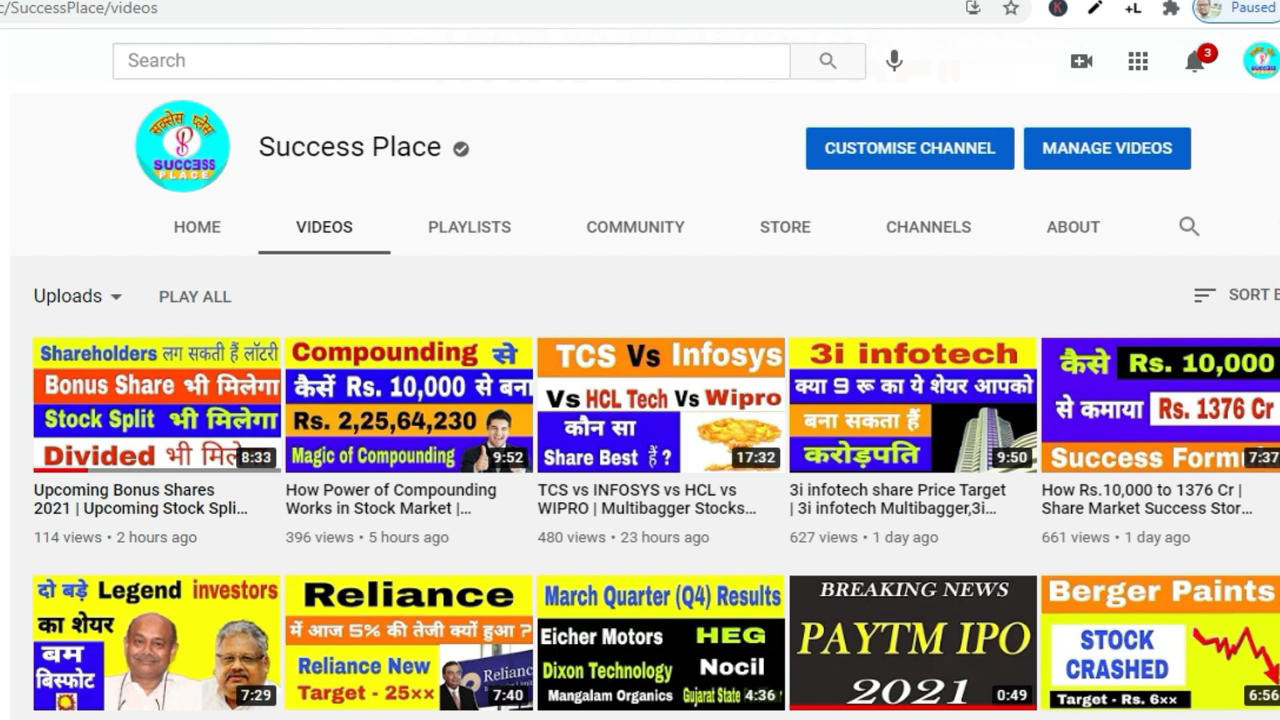 c/SuccessPlace/videos
+L
Paused
Search
3
सक्सेस प्लेस
SUCCESS
PLACE
Success Place
CUSTOMISE CHANNEL
MANAGE VIDEOS
HOME
VIDEOS
PLAYLISTS
COMMUNITY
STORE
CHANNELS
ABOUT
Uploads
PLAY ALL
SORT B
Shareholders लग सकती हैं लॉटरी
Bonus Share भी मिलेगा
Stock Split भी मिलेगा
Divided भी मिले
8:33
Upcoming Bonus Shares
2021 | Upcoming Stock Spli...
114 views • 2 hours ago
Compounding से
कैसें Rs. 10,000 से बना
Rs. 2,25,64,230
Magic of Compounding
9:52
How Power of Compounding
Works in Stock Market |...
396 views • 5 hours ago
TCS Vs Infosys
Vs HCL Tech Vs Wipro
कौन सा
Share Best हैं ?
17:32
TCS vs INFOSYS vs HCL vs
WIPRO | Multibagger Stocks...
480 views • 23 hours ago
3i infotech
क्या 9 रू का ये शेयर आपको
बना सकता हैं
करोड़पति
9:50
3i infotech share Price Target
| 3i infotech Multibagger,3i...
627 views • 1 day ago
कैसे Rs. 10,000
से कमाया Rs. 1376 Cr
Success Formu
7:37
How Rs.10,000 to 1376 Cr |
Share Market Success Stor...
661 views • 1 day ago
दो बड़े Legend investors
का शेयर
बम
बिस्फोट
7:29
Reliance
में आज 5% की तेजी क्यों हुआ ?
Reliance New
Target - 25××
Reliance
7:40
March Quarter (Q4) Results
Eicher Motors HEG
Dixon Technology Nocil
Mangalam Organics Gujarat State
4:36
BREAKING NEWS
PAYTM IPO
2021
0:49
Berger Paints
STOCK
CRASHED
Target - Rs. 6××
6:56